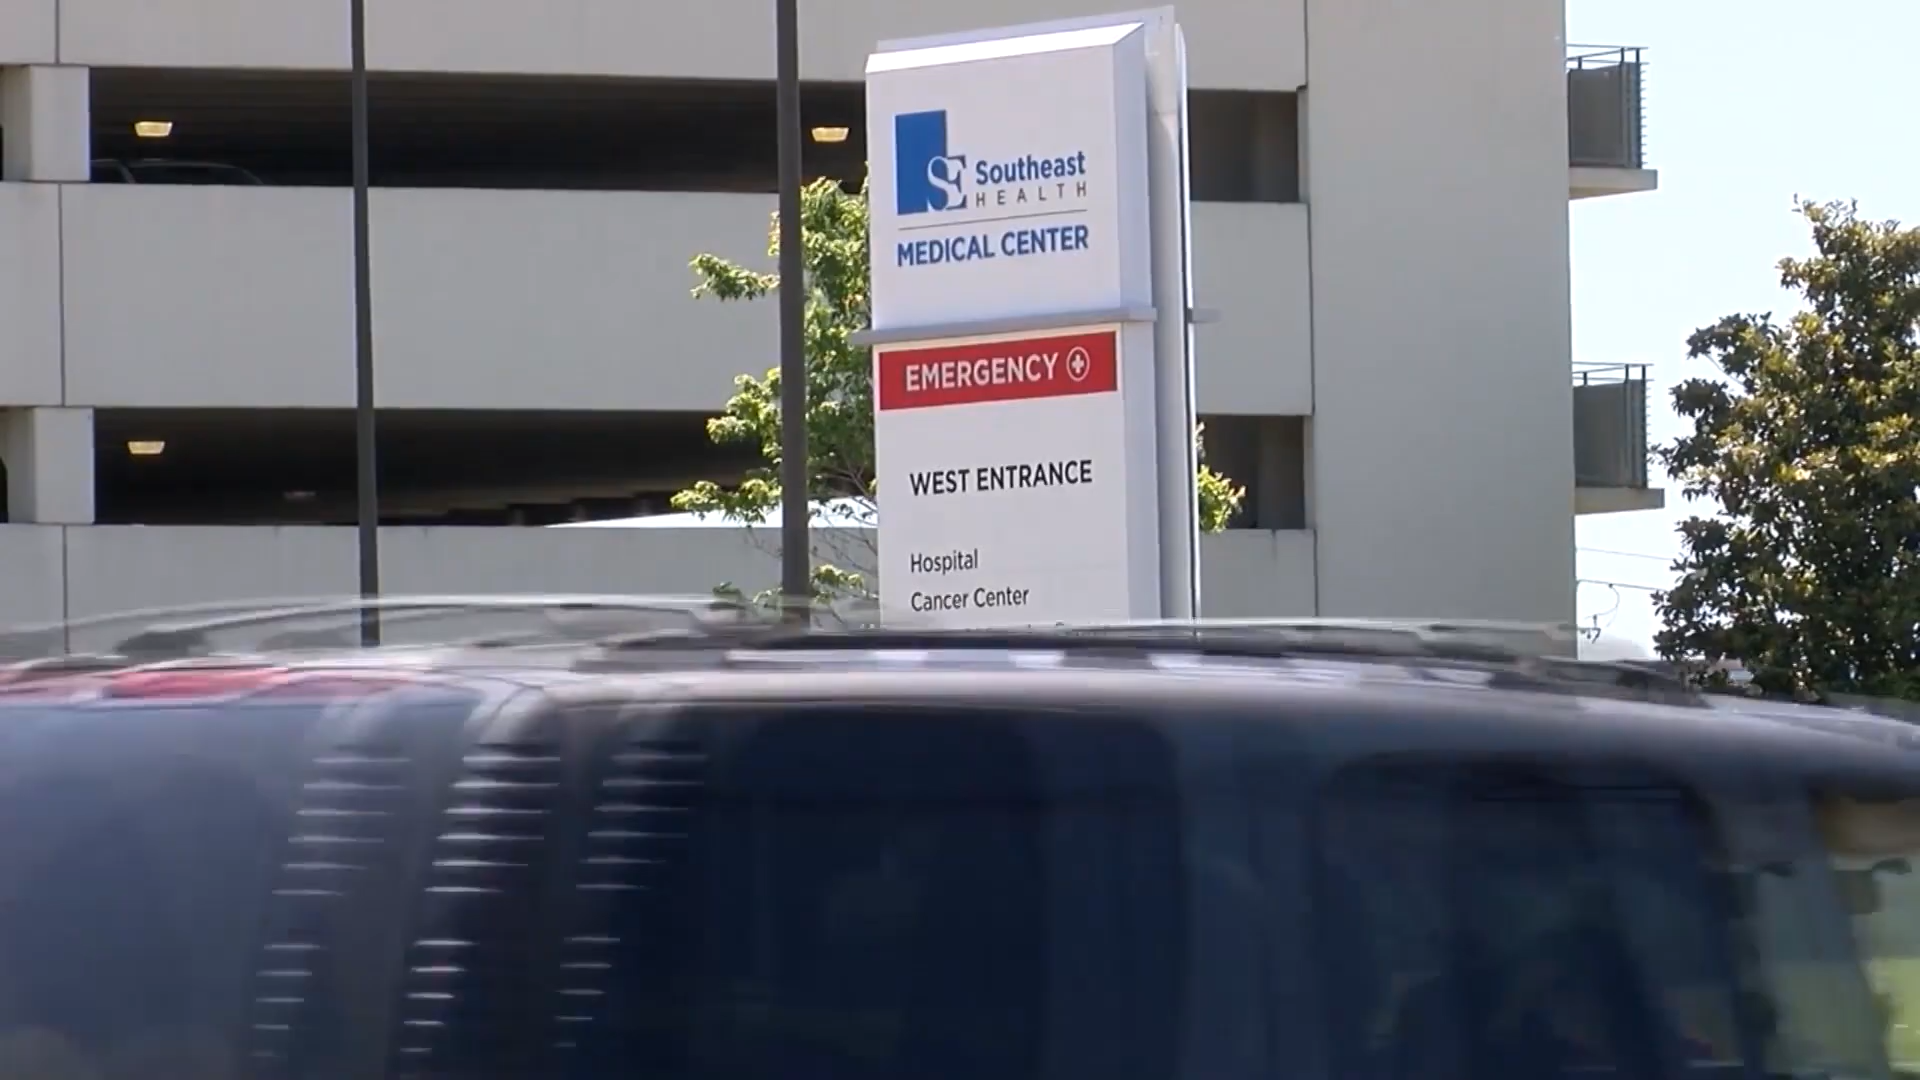 SE Southeast
HEALTH
MEDICAL CENTER
EMERGENCY
WEST ENTRANCE
Hospital
Cancer Center